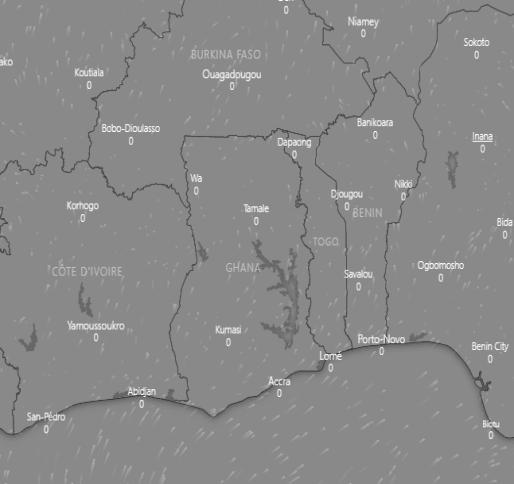 0
Niamey
0
Sokoto
0
BURKINA FASO
ako
Koutiala
0
Ouagadougou
0
Bobo-Dioulasso
0
Banikoara
0
Inana
0
Dapaong
0
Wa
0
Nikki
0
Djougou
0
Korhogo
0
Tamale
0
BENIN
Bida
0
TOGO
CÔTE D'IVOIRE
GHANA
Ogbomosho
0
Savalou
0
Yamoussoukro
0
Kumasi
0
Porto-Novo
0
Benin City
0
Lomé
0
Accra
0
Abidjan
0
San-Pédro
0
0